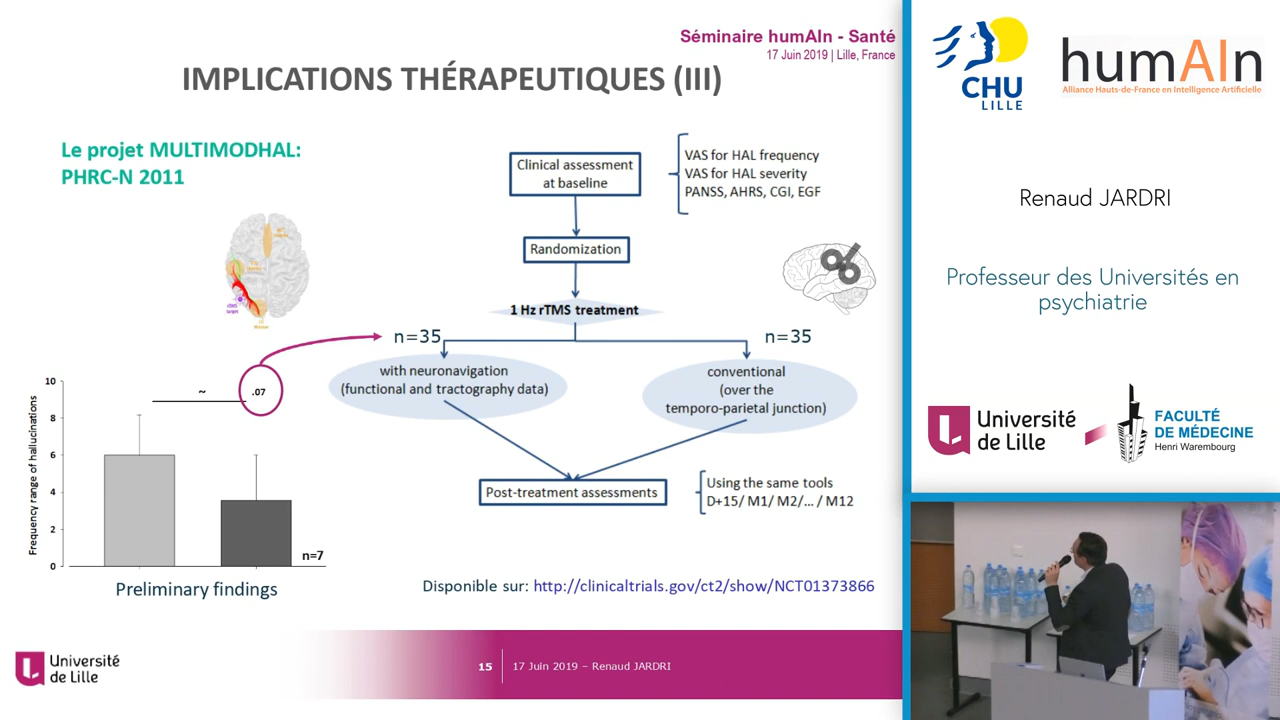 Séminaire humAIn - Santé
17 Juin 2019 | Lille, France
IMPLICATIONS THÉRAPEUTIQUES (III)
Le projet MULTIMODHAL:
PHRC-N 2011
Clinical assessment
at baseline
VAS for HAL frequency
VAS for HAL severity
PANSS, AHRS, CGI, EGF
Randomization
1 Hz rTMS treatment
n=35
n=35
with neuronavigation
(functional and tractography data)
conventional
(over the
temporo-parietal junction)
Post-treatment assessments
Using the same tools
D+15/ M1/ M2/... / M12
10
8
6
4
2
0
Frequency range of hallucinations
~
.07
n=7
Preliminary findings
Disponible sur: http://clinicaltrials.gov/ct2/show/NCT01373866
Université
de Lille
15
17 Juin 2019 – Renaud JARDRI
CHU
LILLE
humAIn
Alliance Hauts-de-France en Intelligence Artificielle
Renaud JARDRI
Professeur des Universités en
psychiatrie
Université
de Lille
FACULTÉ
DE MÉDECINE
Henri Warembourg